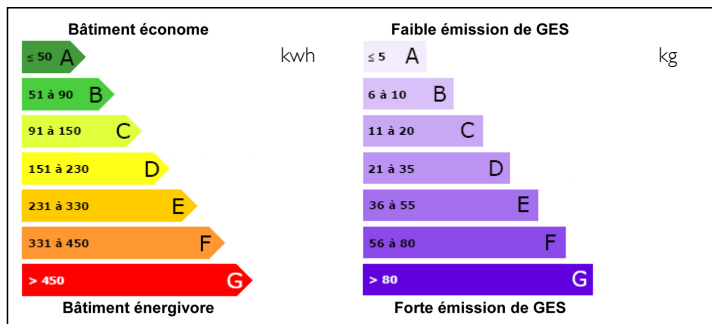 Bâtiment économe
≤ 50 A
kwh
51 à 90 B
91 à 150 C
151 à 230 D
231 à 330 E
331 à 450 F
> 450 G
Bâtiment énergivore
Faible émission de GES
≤ 5 A
kg
6 à 10 B
11 à 20 C
21 à 35 D
36 à 55 E
56 à 80 F
> 80 G
Forte émission de GES